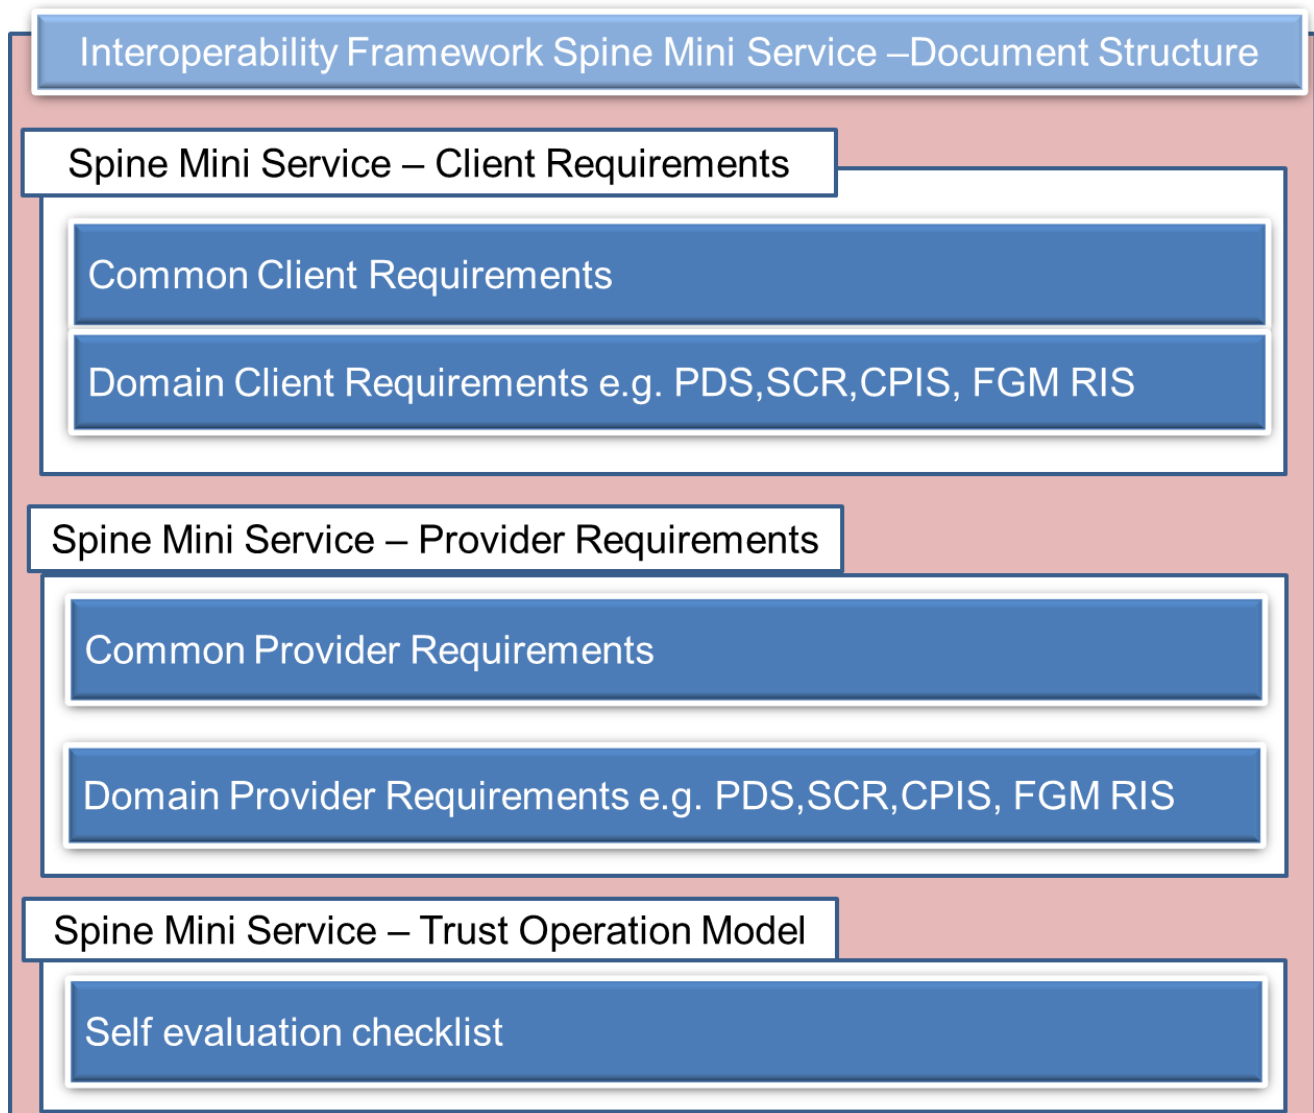 Interoperability Framework Spine Mini Service –Document Structure
Spine Mini Service – Client Requirements
Common Client Requirements
Domain Client Requirements e.g. PDS,SCR,CPIS, FGM RIS
Spine Mini Service – Provider Requirements
Common Provider Requirements
Domain Provider Requirements e.g. PDS,SCR,CPIS, FGM RIS
Spine Mini Service – Trust Operation Model
Self evaluation checklist